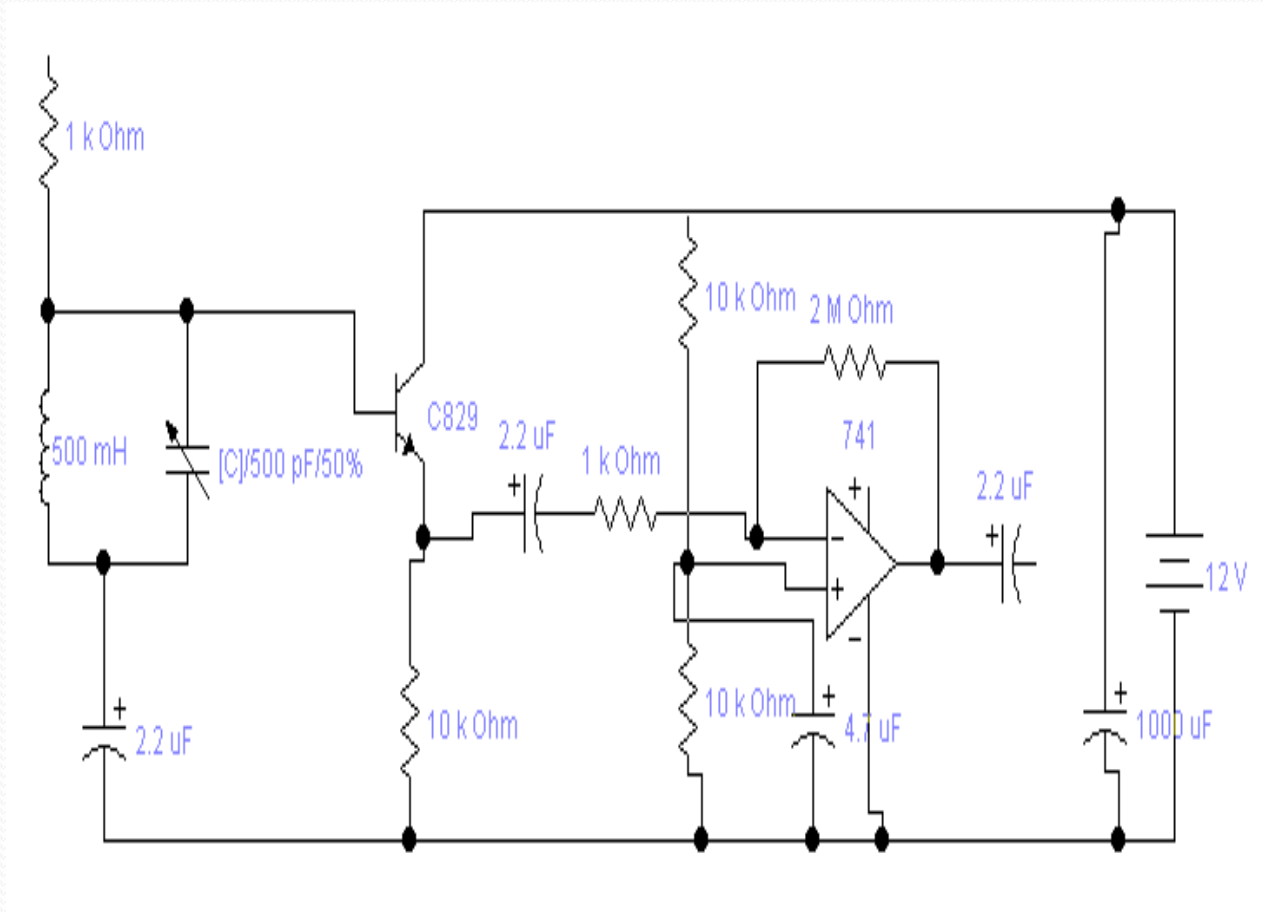 1 k Ohm
10 k Ohm
2 M Ohm
C829
2.2 uF
741
1 k Ohm
500 mH
[C]/500 pF/50%
2.2 uF
+
+
+
-
+
12 V
-
+
+
+
10 k Ohm
10 k Ohm
4.7 uF
1000 uF
2.2 uF